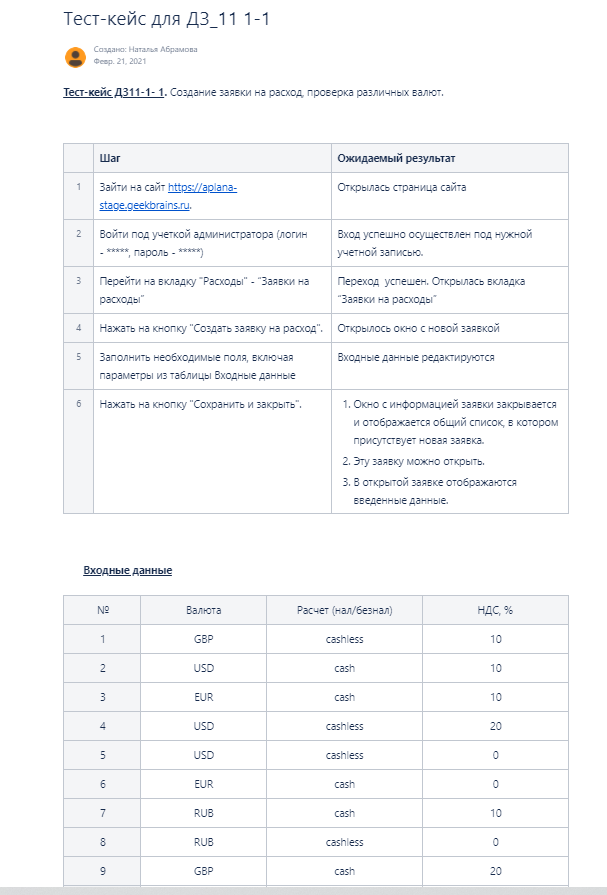 Тест-кейс для ДЗ_11 1-1
Создано: Наталья Абрамова
Февр. 21, 2021
Тест-кейс ДЗ11-1- 1. Создание заявки на расход, проверка различных валют.
Шаг
Ожидаемый результат
1
Зайти на сайт https://aplana-
stage.geekbrains.ru.
Открылась страница сайта
2
Войти под учеткой администратора (логин
- *****, пароль - *****)
Вход успешно осуществлен под нужной
учетной записью.
3
Перейти на вкладку "Расходы" - "Заявки на
расходы"
Переход успешен. Открылась вкладка
"Заявки на расходы"
4
Нажать на кнопку "Создать заявку на расход".
Открылось окно с новой заявкой
5
Заполнить необходимые поля, включая
параметры из таблицы Входные данные
Входные данные редактируются
6
Нажать на кнопку "Сохранить и закрыть".
1. Окно с информацией заявки закрывается
и отображается общий список, в котором
присутствует новая заявка.
2. Эту заявку можно открыть.
3. В открытой заявке отображаются
введенные данные.
Входные данные
№ Валюта Расчет (нал/безнал) НДС, %
1 GBP cashless 10
2 USD cash 10
3 EUR cash 10
4 USD cashless 20
5 USD cashless 0
6 EUR cash 0
7 RUB cash 10
8 RUB cashless 0
9 GBP cash 20